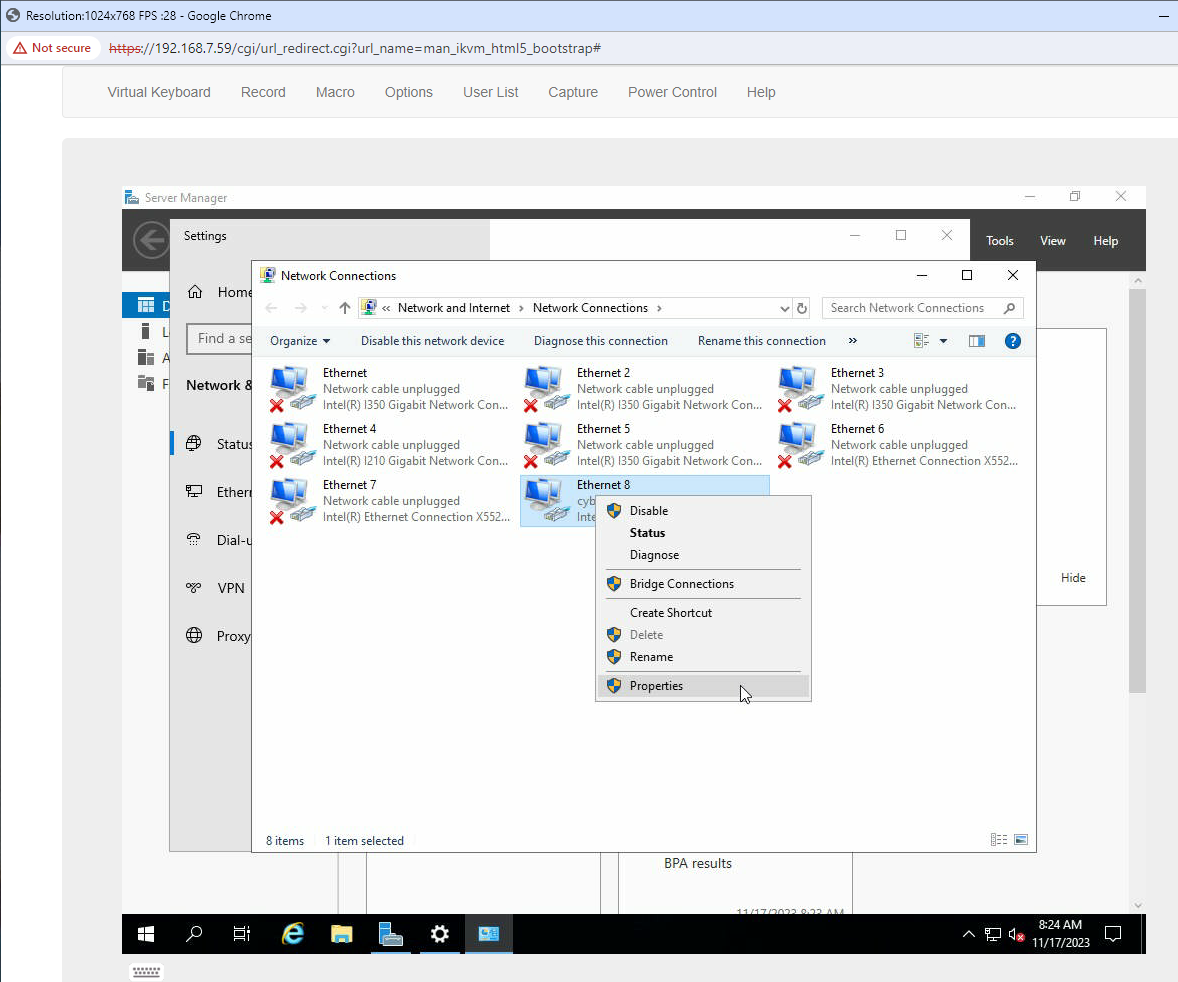 Resolution:1024x768 FPS :28 - Google Chrome
Not secure https://192.168.7.59/cgi/url_redirect.cgi?url_name=man_ikvm_html5_bootstrap#
Virtual Keyboard Record Macro Options User List Capture Power Control Help
Server Manager
Settings
Tools View Help
Network Connections
Home
« Network and Internet › Network Connections › Search Network Connections
Find a se
Organize Disable this network device Diagnose this connection Rename this connection »
Ethernet
Network cable unplugged
Intel(R) I350 Gigabit Network Con...
Ethernet 2
Network cable unplugged
Intel(R) I350 Gigabit Network Con...
Ethernet 3
Network cable unplugged
Intel(R) I350 Gigabit Network Con...
Network &
Ethernet 4
Network cable unplugged
Intel(R) I210 Gigabit Network Con...
Ethernet 5
Network cable unplugged
Intel(R) I350 Gigabit Network Con...
Ethernet 6
Network cable unplugged
Intel(R) Ethernet Connection X552...
Status
Ethernet 7
Network cable unplugged
Intel(R) Ethernet Connection X552...
Ethernet 8
cyb
Inte
Ethern
Dial-u
VPN
Proxy
Disable
Status
Diagnose
Bridge Connections
Create Shortcut
Delete
Rename
Properties
Hide
8 items 1 item selected
BPA results
11/17/2023 8:23 AM
8:24 AM
11/17/2023